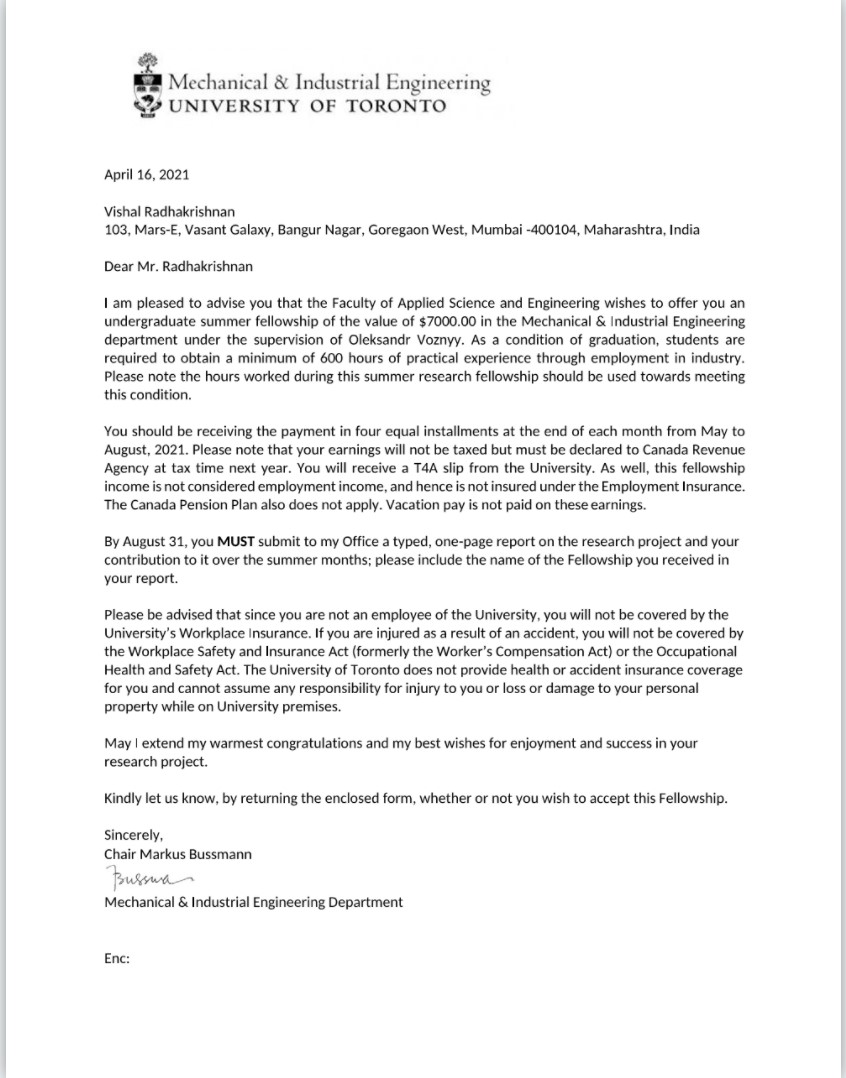 Mechanical & Industrial Engineering
UNIVERSITY OF TORONTO
April 16, 2021
Vishal Radhakrishnan
103, Mars-E, Vasant Galaxy, Bangur Nagar, Goregaon West, Mumbai -400104, Maharashtra, India
Dear Mr. Radhakrishnan
I am pleased to advise you that the Faculty of Applied Science and Engineering wishes to offer you an
undergraduate summer fellowship of the value of $7000.00 in the Mechanical & Industrial Engineering
department under the supervision of Oleksandr Voznyy. As a condition of graduation, students are
required to obtain a minimum of 600 hours of practical experience through employment in industry.
Please note the hours worked during this summer research fellowship should be used towards meeting
this condition.
You should be receiving the payment in four equal installments at the end of each month from May to
August, 2021. Please note that your earnings will not be taxed but must be declared to Canada Revenue
Agency at tax time next year. You will receive a T4A slip from the University. As well, this fellowship
income is not considered employment income, and hence is not insured under the Employment Insurance.
The Canada Pension Plan also does not apply. Vacation pay is not paid on these earnings.
By August 31, you MUST submit to my Office a typed, one-page report on the research project and your
contribution to it over the summer months; please include the name of the Fellowship you received in
your report.
Please be advised that since you are not an employee of the University, you will not be covered by the
University's Workplace Insurance. If you are injured as a result of an accident, you will not be covered by
the Workplace Safety and Insurance Act (formerly the Worker's Compensation Act) or the Occupational
Health and Safety Act. The University of Toronto does not provide health or accident insurance coverage
for you and cannot assume any responsibility for injury to you or loss or damage to your personal
property while on University premises.
May I extend my warmest congratulations and my best wishes for enjoyment and success in your
research project.
Kindly let us know, by returning the enclosed form, whether or not you wish to accept this Fellowship.
Sincerely,
Chair Markus Bussmann
Mechanical & Industrial Engineering Department
Enc: